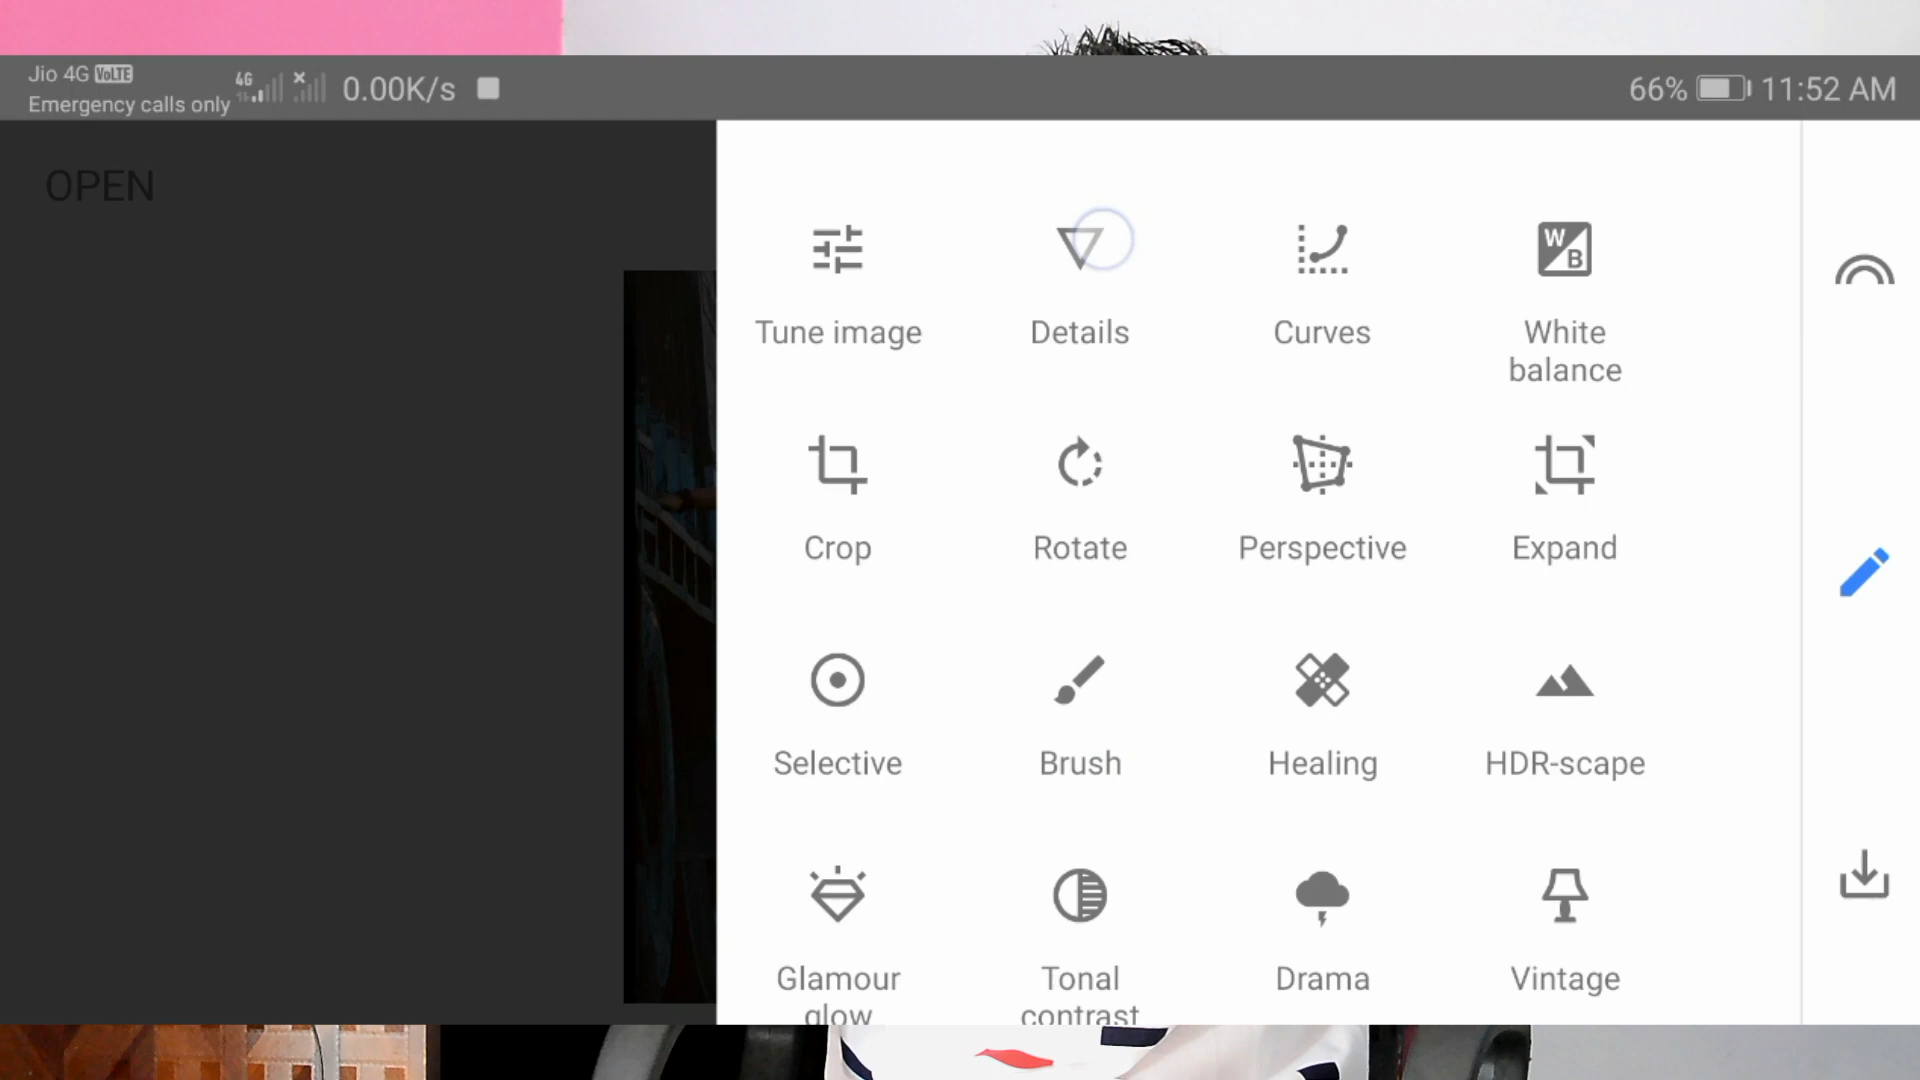 Jio 4G VoLTE
Emergency calls only
4G
0.00K/s
66%
11:52 AM
OPEN
Tune image
Details
Curves
WB
White
balance
Crop
Rotate
Perspective
Expand
Selective
Brush
Healing
HDR-scape
Glamour
glow
Tonal
contrast
Drama
Vintage